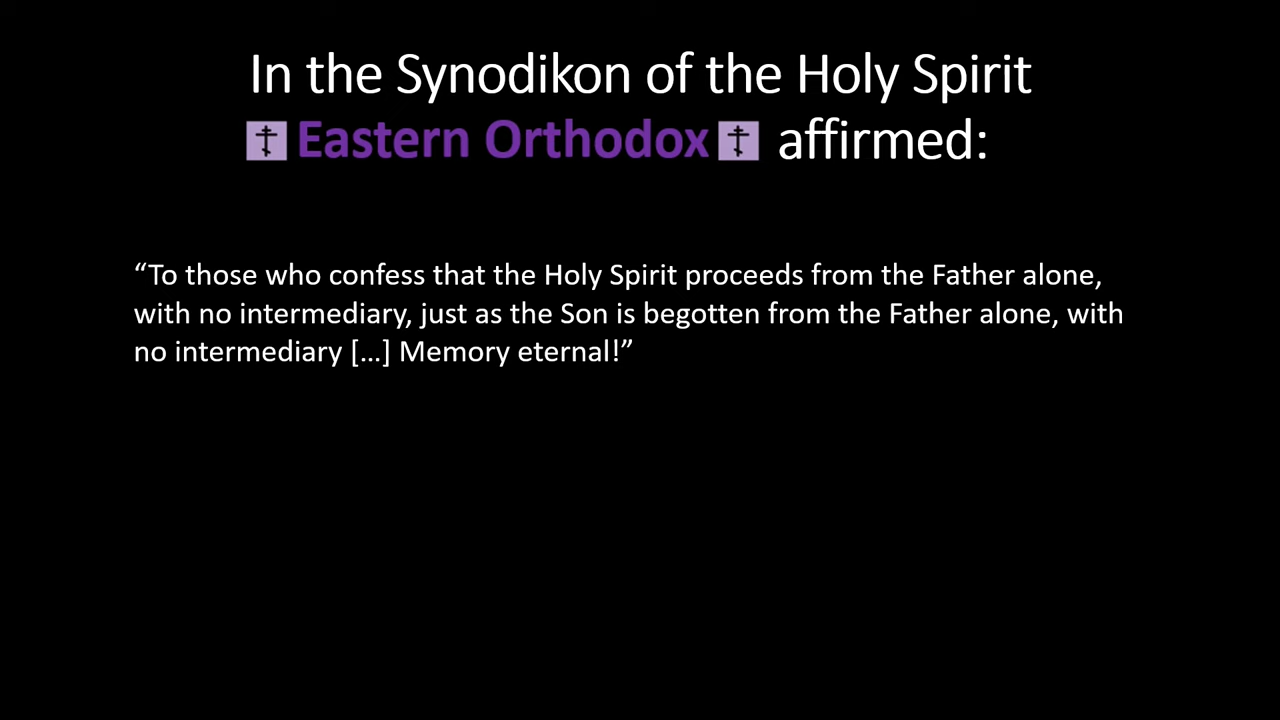 In the Synodikon of the Holy Spirit
☦Eastern Orthodox☦ affirmed:
“To those who confess that the Holy Spirit proceeds from the Father alone,
with no intermediary, just as the Son is begotten from the Father alone, with
no intermediary […] Memory eternal!”